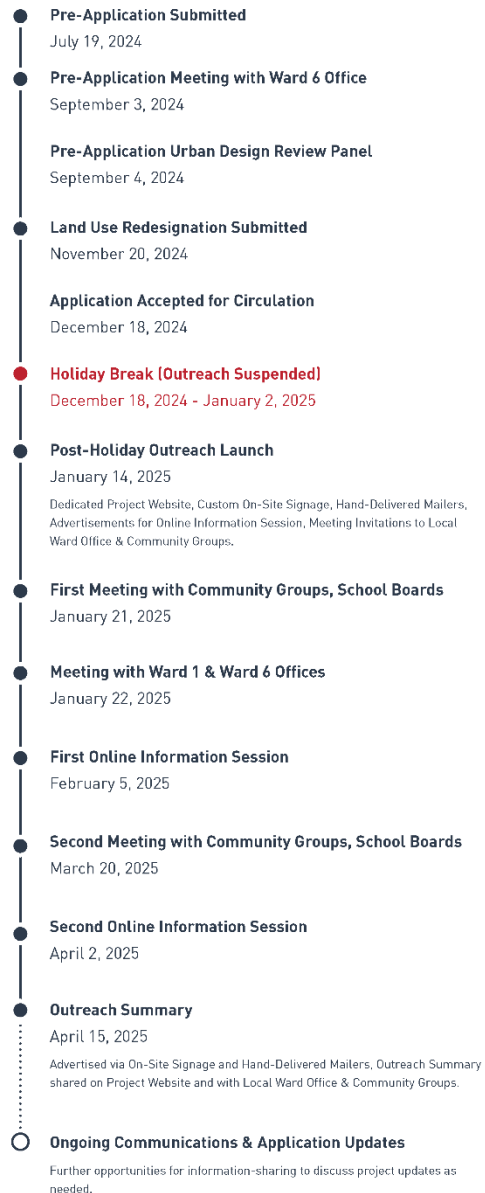 Pre-Application Submitted
July 19, 2024
Pre-Application Meeting with Ward 6 Office
September 3, 2024
Pre-Application Urban Design Review Panel
September 4, 2024
Land Use Redesignation Submitted
November 20, 2024
Application Accepted for Circulation
December 18, 2024
Holiday Break (Outreach Suspended)
December 18, 2024 - January 2, 2025
Post-Holiday Outreach Launch
January 14, 2025
Dedicated Project Website, Custom On-Site Signage, Hand-Delivered Mailers,
Advertisements for Online Information Session, Meeting Invitations to Local
Ward Office & Community Groups.
First Meeting with Community Groups, School Boards
January 21, 2025
Meeting with Ward 1 & Ward 6 Offices
January 22, 2025
First Online Information Session
February 5, 2025
Second Meeting with Community Groups, School Boards
March 20, 2025
Second Online Information Session
April 2, 2025
Outreach Summary
April 15, 2025
Advertised via On-Site Signage and Hand-Delivered Mailers, Outreach Summary
shared on Project Website and with Local Ward Office & Community Groups.
Ongoing Communications & Application Updates
Further opportunities for information-sharing to discuss project updates as
needed.